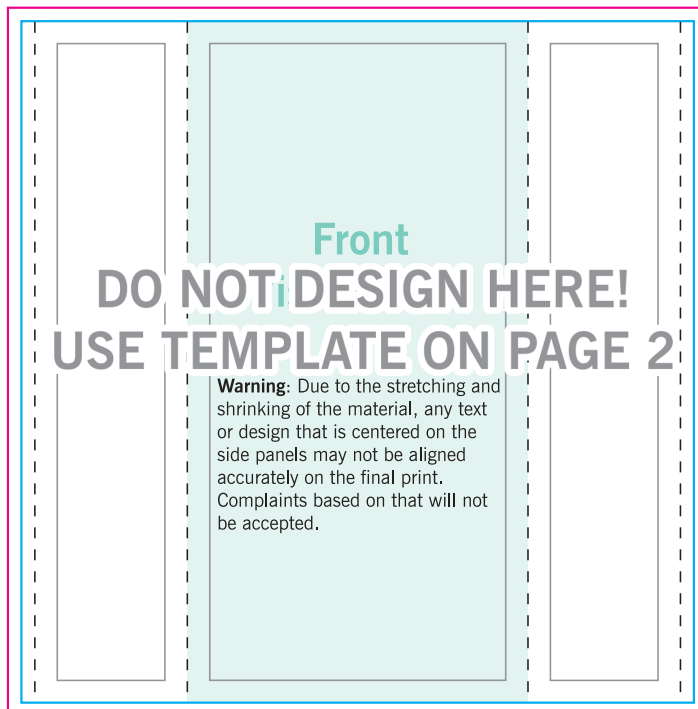 Front
DO NOT DESIGN HERE!
USE TEMPLATE ON PAGE 2
Warning: Due to the stretching and
shrinking of the material, any text
or design that is centered on the
side panels may not be aligned
accurately on the final print.
Complaints based on that will not
be accepted.